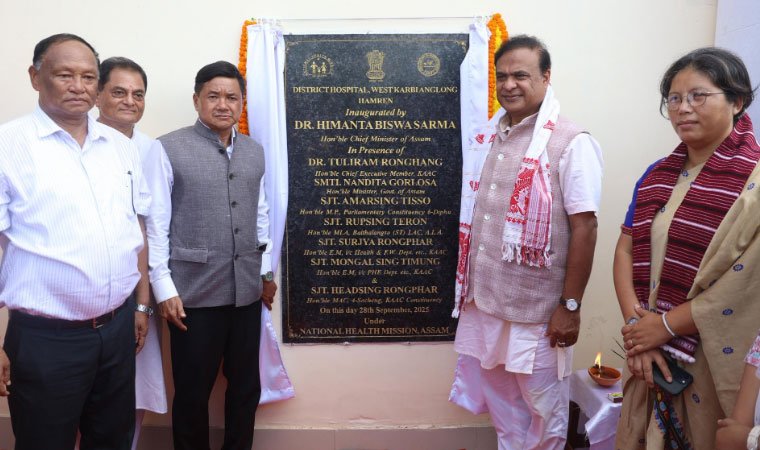 DISTRICT HOSPITAL, WEST KARBI ANGLONG
HAMREN
Inaugurated by
DR. HIMANTA BISWA SARMA
Hon'ble Chief Minister of Assam
In Presence of
DR. TULIRAM RONGHANG
Hon'ble Chief Executive Member, KAAC
SMTI. NANDITA GORLOSA
Hon'ble Minister, Govt. of Assam
SJT. AMARSING TISSO
Hon'ble M.P. Parliamentary Constituency 6-Diphu
SJT. RUPSING TERON
Hon'ble MLA, Baithalangso (ST) LAC, A.L.A.
SJT. SURJYA RONGPHAR
Hon'ble EM, i/c Health & F.W Dept. etc., KAAC
SJT. MONGAL SING TIMUNG
Hon'ble E.M, i/c PHE Dept. etc., KAAC
&
SJT. HEADSING RONGPHAR
Hon'ble MAC, KAAC Constituency
On this day 28th September, 2025
Under
NATIONAL HEALTH MISSION, ASSAM